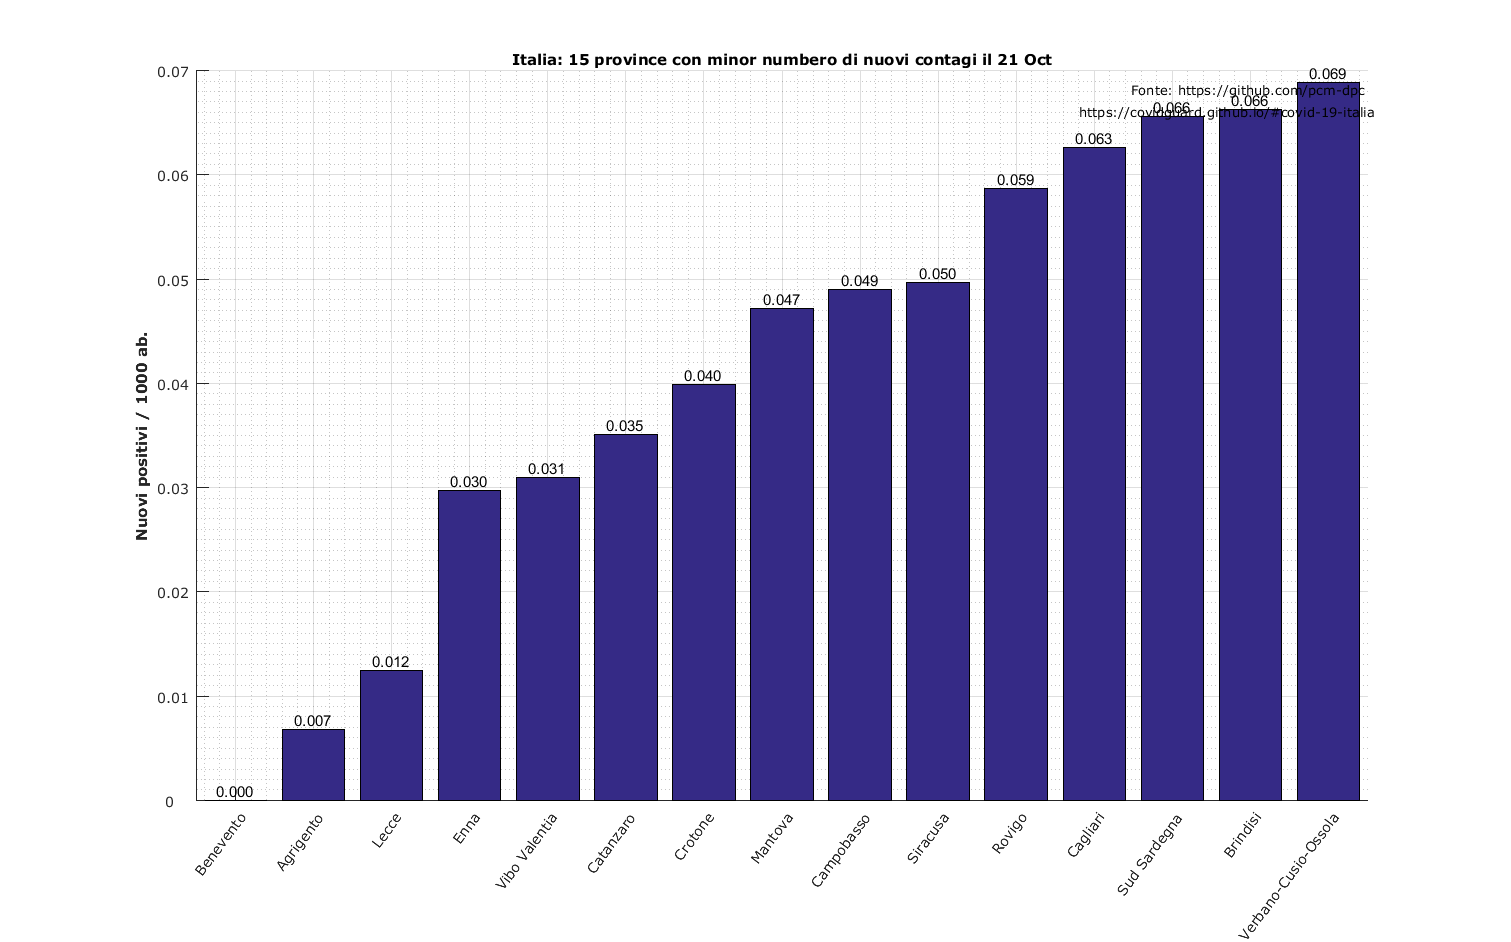 Italia: 15 province con minor numbero di nuovi contagi il 21 Oct
Fonte: https://github.com/pcm-dpc
https://covidguard.github.io/#covid-19-italia
Nuovi positivi / 1000 ab.
0.07
0.06
0.05
0.04
0.03
0.02
0.01
0
0.000
0.007
0.012
0.030
0.031
0.035
0.040
0.047
0.049
0.050
0.059
0.063
0.066
0.066
0.069
Benevento
Agrigento
Lecce
Enna
Vibo Valentia
Catanzaro
Crotone
Mantova
Campobasso
Siracusa
Rovigo
Cagliari
Sud Sardegna
Brindisi
Verbano-Cusio-Ossola